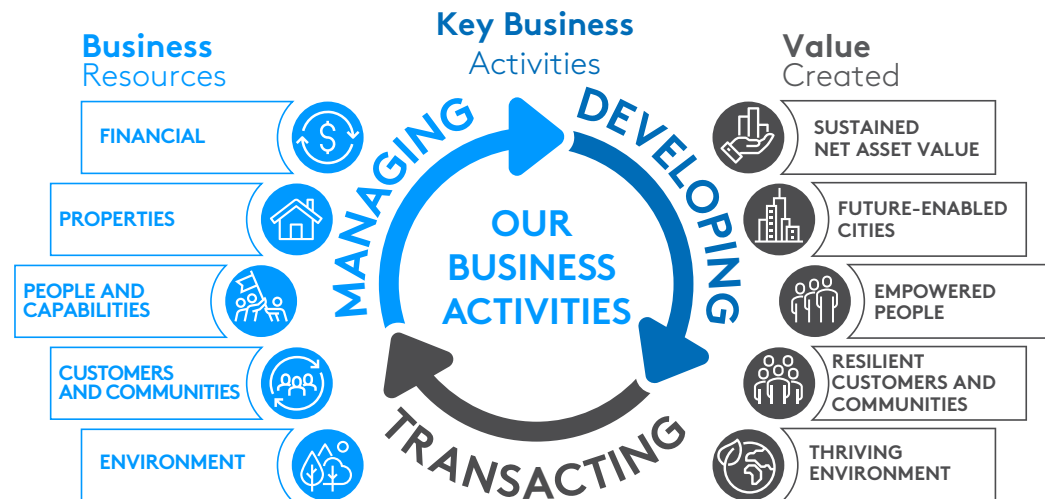 Business
Resources
FINANCIAL
$
PROPERTIES
PEOPLE AND
CAPABILITIES
CUSTOMERS
AND COMMUNITIES
ENVIRONMENT
Key Business
Activities
MANAGING
DEVELOPING
TRANSACTING
OUR
BUSINESS
ACTIVITIES
Value
Created
SUSTAINED
NET ASSET VALUE
FUTURE-ENABLED
CITIES
EMPOWERED
PEOPLE
RESILIENT
CUSTOMERS AND
COMMUNITIES
THRIVING
ENVIRONMENT